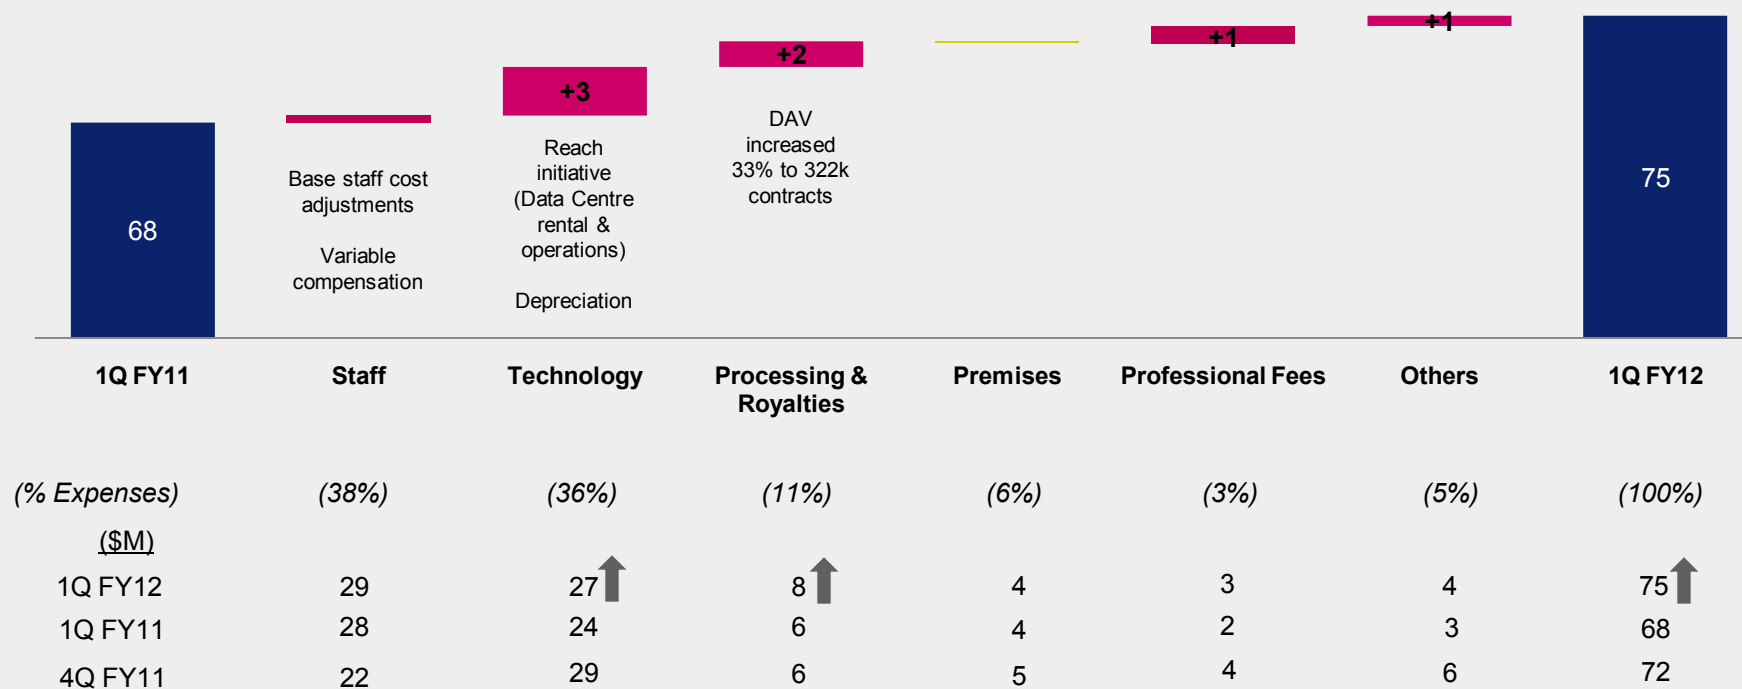 +1
+1
+2
+3
68
Base staff cost
adjustments
Variable
compensation
Reach
initiative
(Data Centre
rental &
operations)
Depreciation
DAV
increased
33% to 322k
contracts
75
1Q FY11 Staff Technology Processing & Premises Professional Fees Others 1Q FY12
Royalties
(% Expenses) (38%) (36%) (11%) (6%) (3%) (5%) (100%)
($M)
1Q FY12 29 27 8 4 3 4 75
1Q FY11 28 24 6 4 2 3 68
4Q FY11 22 29 6 5 4 6 72